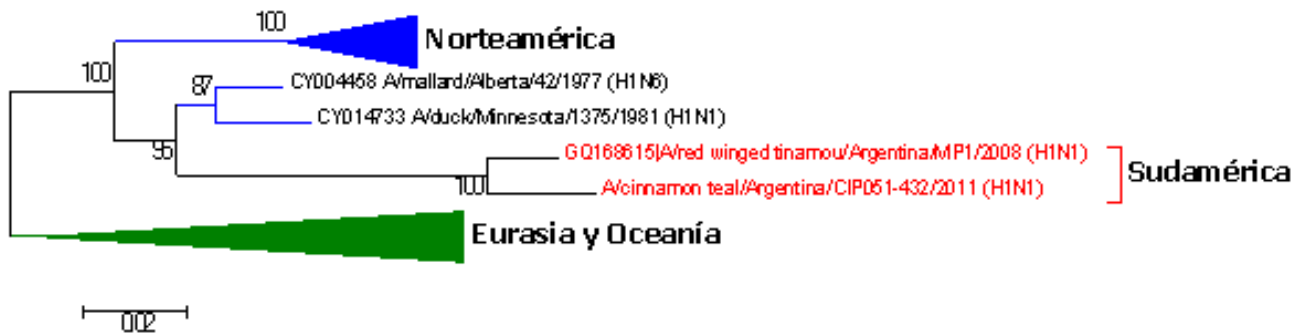 100
Norteamérica
100
87
CY004458 A/mallard/Alberta/42/1977 (H1N6)
CY014733 A/duck/Minnesota/1375/1981 (H1N1)
95
GQ168615|A/red winged tinamou/Argentina/MP1/2008 (H1N1)
Sudamérica
100
A/cinnamon teal/Argentina/CIP051-432/2011 (H1N1)
Eurasia y Oceanía
0.02